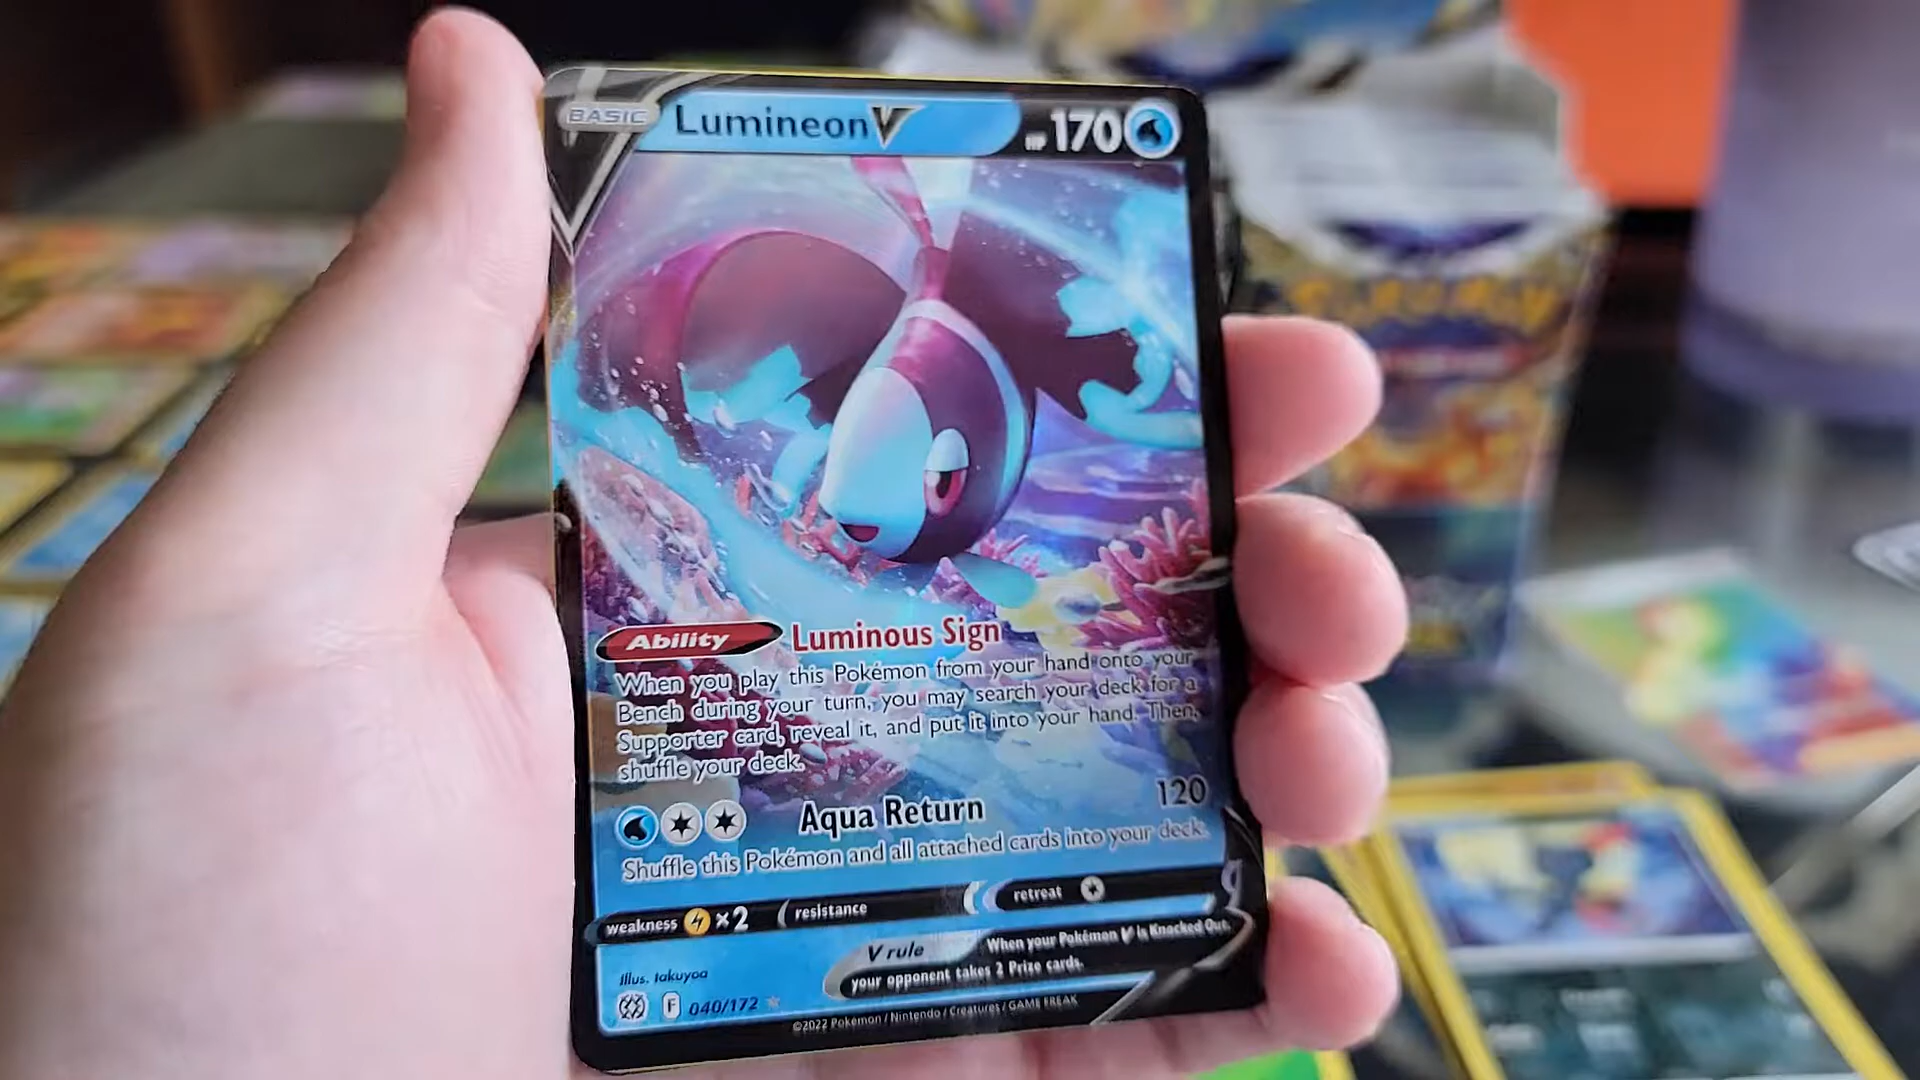 BASIC Lumineon V HP 170
Ability Luminous Sign
When you play this Pokémon from your hand onto your
Bench during your turn, you may search your deck for a
Supporter card, reveal it, and put it into your hand. Then,
shuffle your deck.
Aqua Return 120
Shuffle this Pokémon and all attached cards into your deck.
weakness ×2 resistance retreat
V rule When your Pokémon V is Knocked Out,
your opponent takes 2 Prize cards.
Illus. takuyoa
F 040/172
©2022 Pokémon / Nintendo / Creatures / GAME FREAK